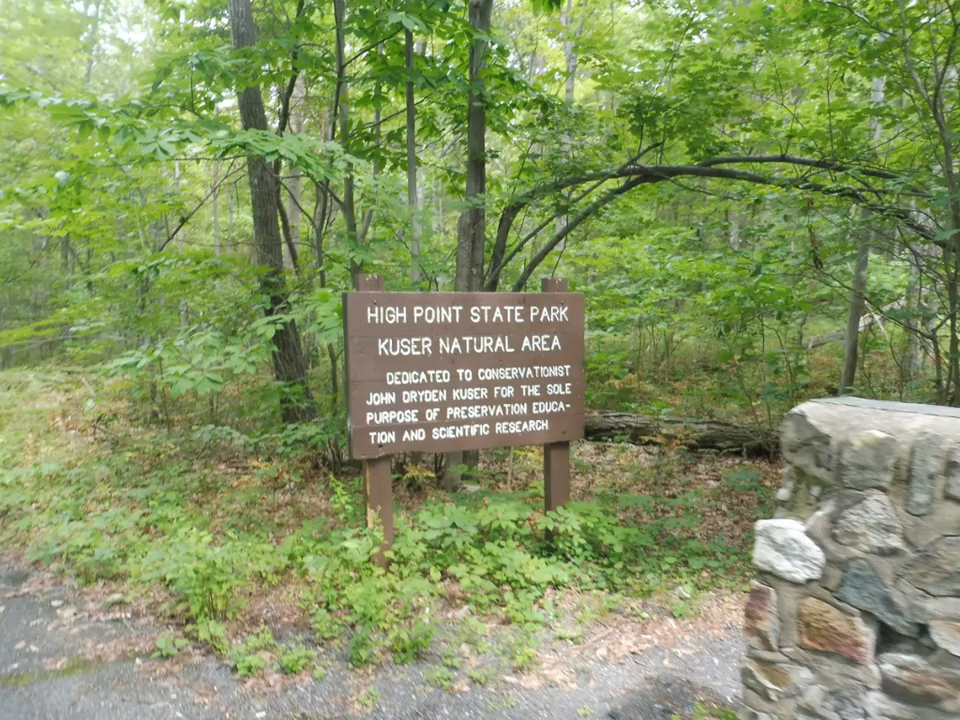 HIGH POINT STATE PARK
KUSER NATURAL AREA
DEDICATED TO CONSERVATIONIST
JOHN DRYDEN KUSER FOR THE SOLE
PURPOSE OF PRESERVATION EDUCA-
TION AND SCIENTIFIC RESEARCH